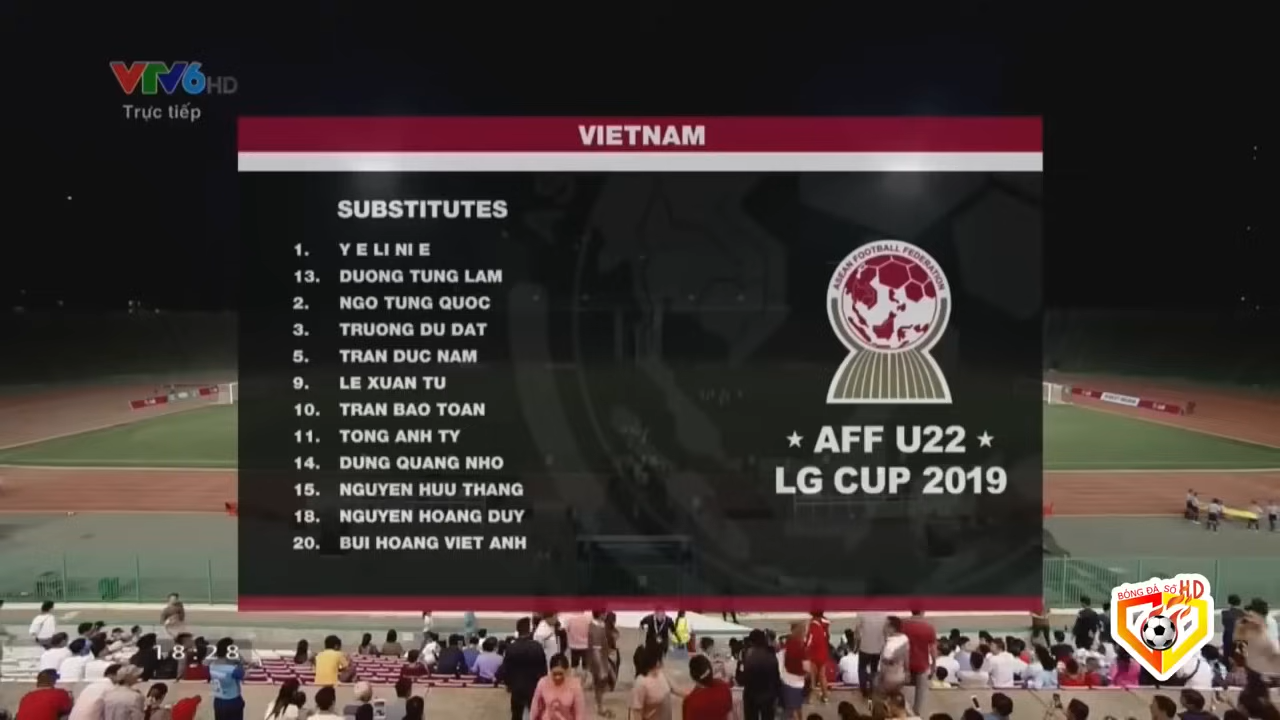 VTV6HD
Trực tiếp
VIETNAM
SUBSTITUTES
1. Y E LI NI E
13. DUONG TUNG LAM
2. NGO TUNG QUOC
3. TRUONG DU DAT
5. TRAN DUC NAM
9. LE XUAN TU
10. TRAN BAO TOAN
11. TONG ANH TY
14. DUNG QUANG NHO
15. NGUYEN HUU THANG
18. NGUYEN HOANG DUY
20. BUI HOANG VIET ANH
ASEAN FOOTBALL FEDERATION
★ AFF U22 ★
LG CUP 2019
BÓNG ĐÁ SỐ HD
18:28